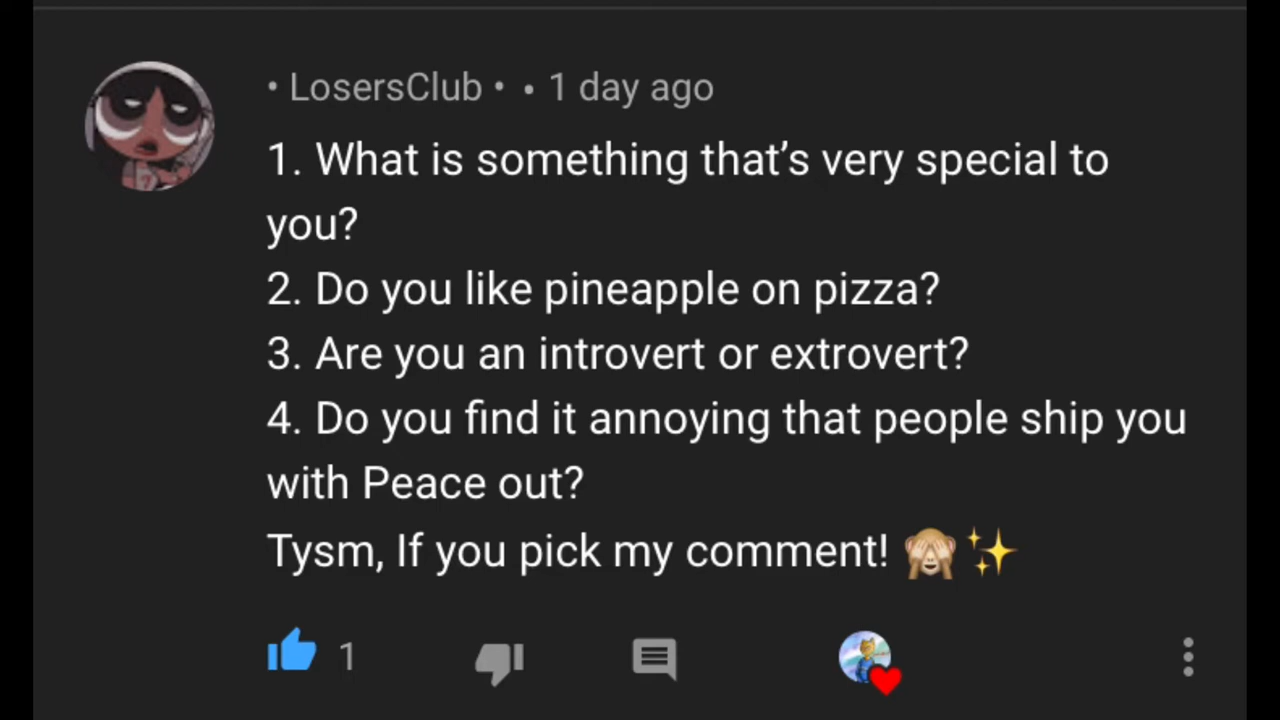 • LosersClub • • 1 day ago
1. What is something that’s very special to
you?
2. Do you like pineapple on pizza?
3. Are you an introvert or extrovert?
4. Do you find it annoying that people ship you
with Peace out?
Tysm, If you pick my comment! 🙈✨
1